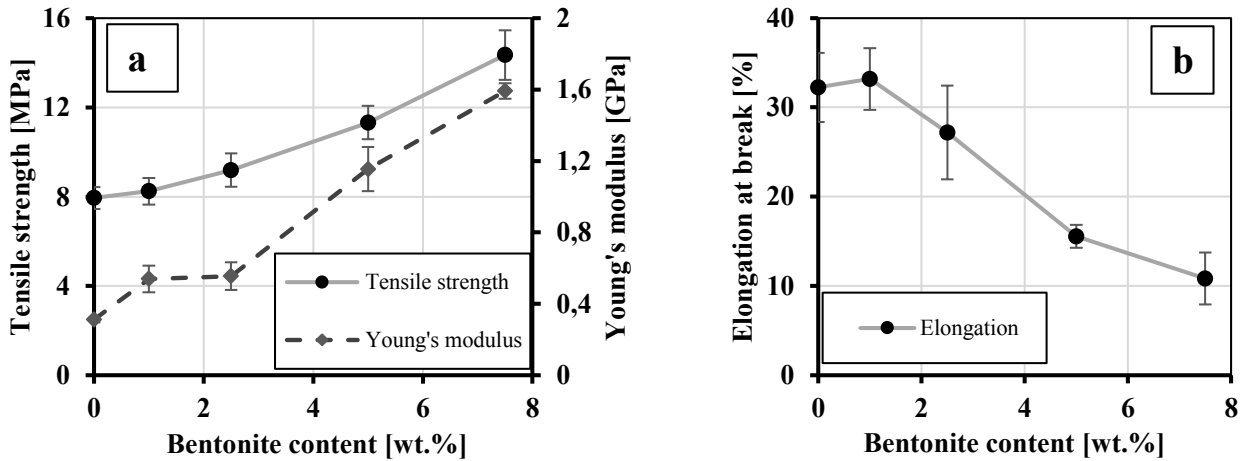 a
Tensile strength [MPa]
16
12
8
4
0
2
1,6
1,2
1
0,8
0,4
0
Young's modulus [GPa]
Tensile strength
Young's modulus
0 2 4 6 8
Bentonite content [wt.%]
b
Elongation at break [%]
40
30
20
10
0
Elongation
0 2 4 6 8
Bentonite content [wt.%]